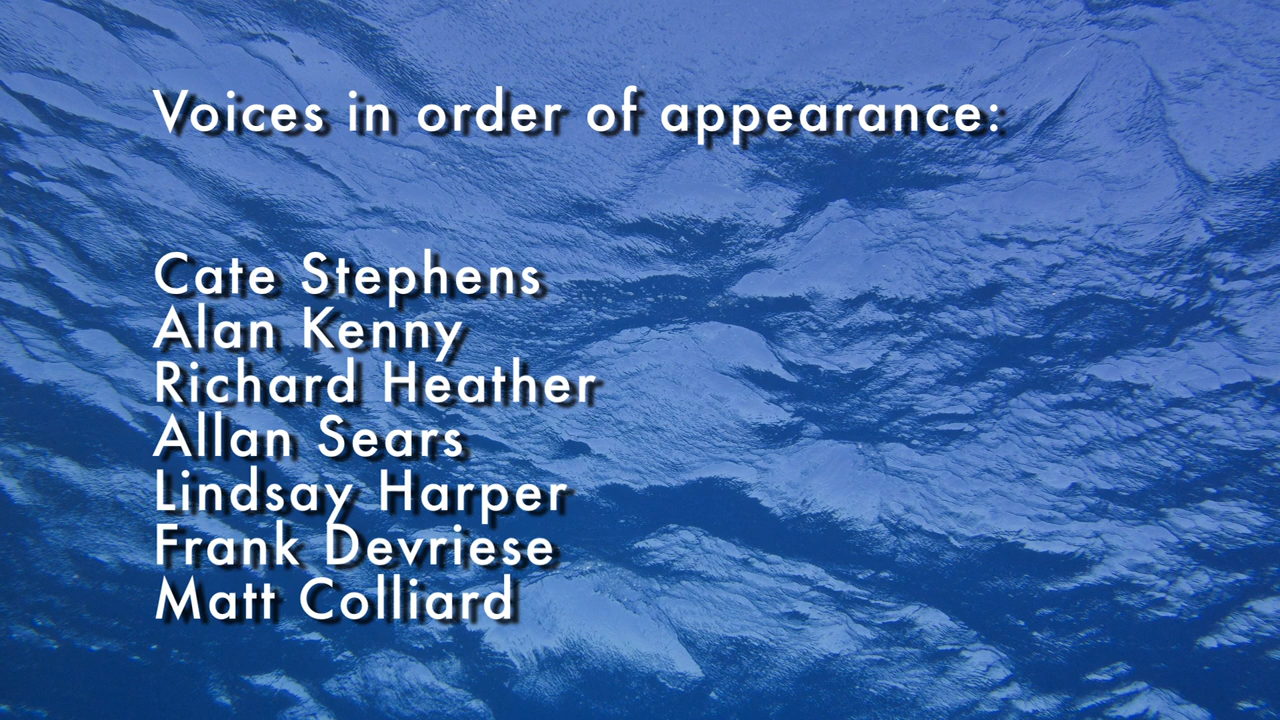 Voices in order of appearance:
Cate Stephens
Alan Kenny
Richard Heather
Allan Sears
Lindsay Harper
Frank Devriese
Matt Colliard